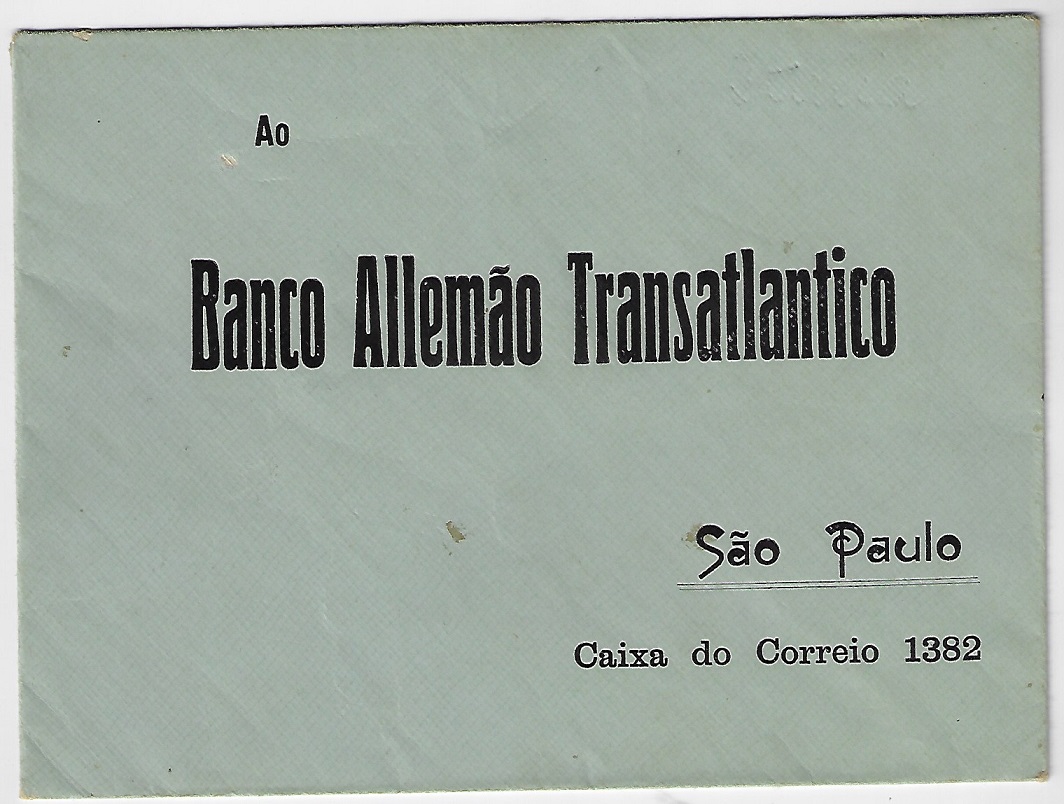 Ao
Banco Allemão Transatlantico
São Paulo
Caixa do Correio 1382